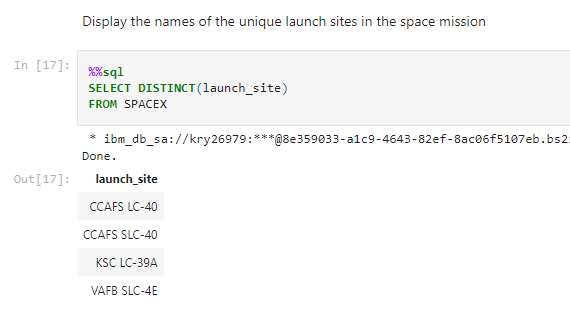 Display the names of the unique launch sites in the space mission
In [17]:
%%sql
SELECT DISTINCT(launch_site)
FROM SPACEX
* ibm_db_sa://kry26979:***@8e359033-a1c9-4643-82ef-8ac06f5107eb.bs2i
Done.
Out[17]:
launch_site
CCAFS LC-40
CCAFS SLC-40
KSC LC-39A
VAFB SLC-4E